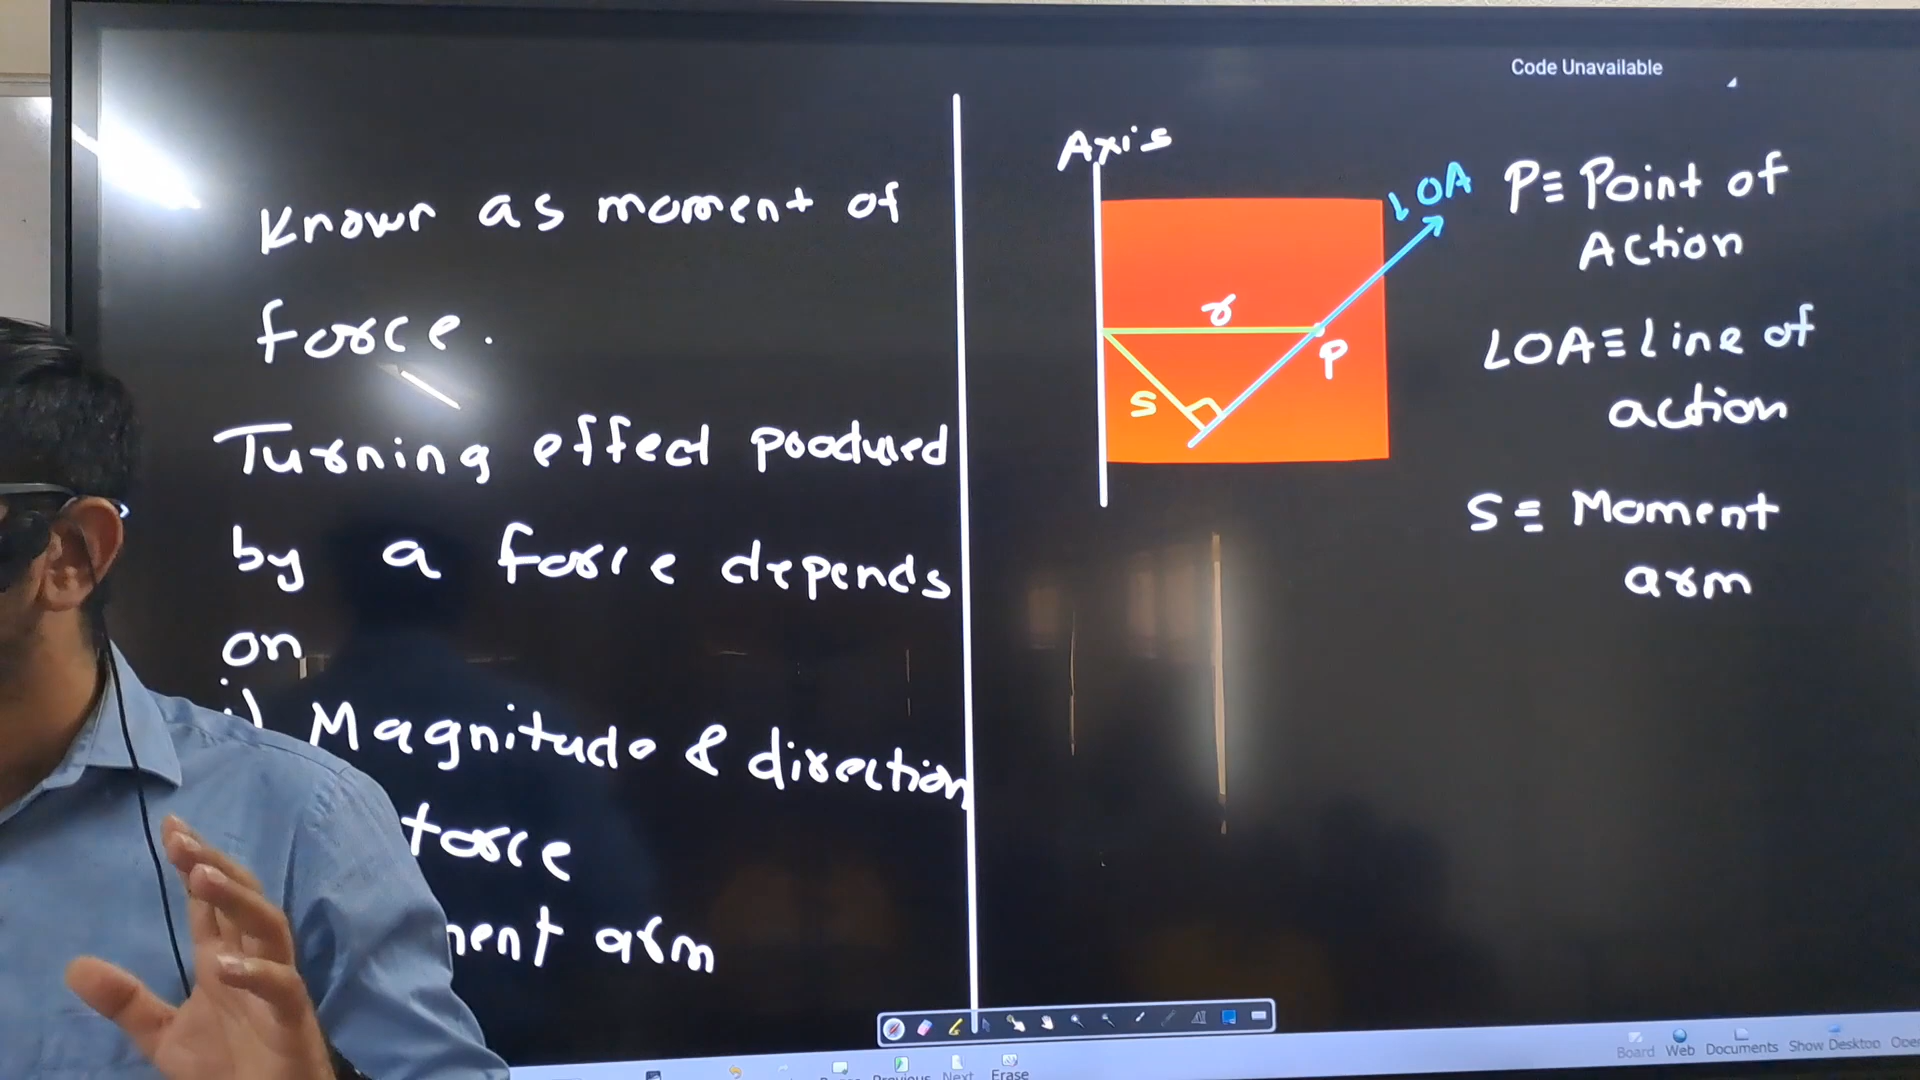 Code Unavailable
Known as moment of
force.
Turning effect produced
by a force depends
on
i) Magnitude & direction
force
arm
Axis
LOA
r
P
S
P ≡ Point of
Action
LOA ≡ Line of
action
S ≡ Moment
arm
Board Web Documents Show Desktop
Previous Next Erase